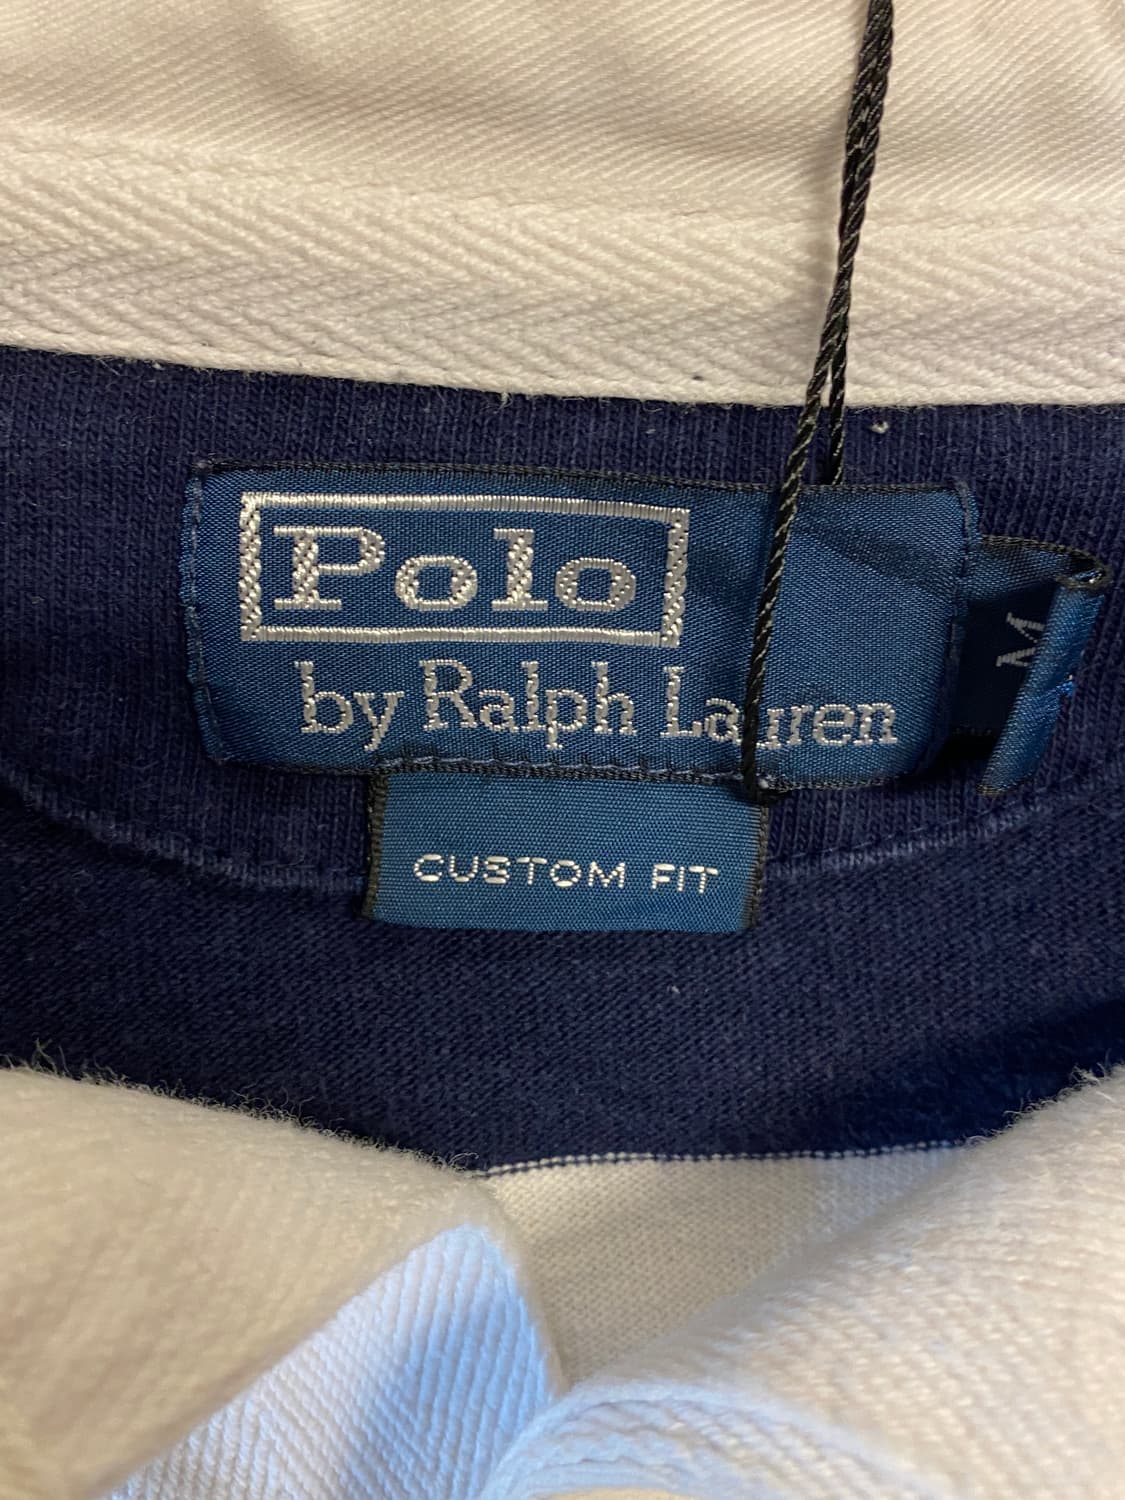 Polo
by Ralph Lauren
M
CUSTOM FIT